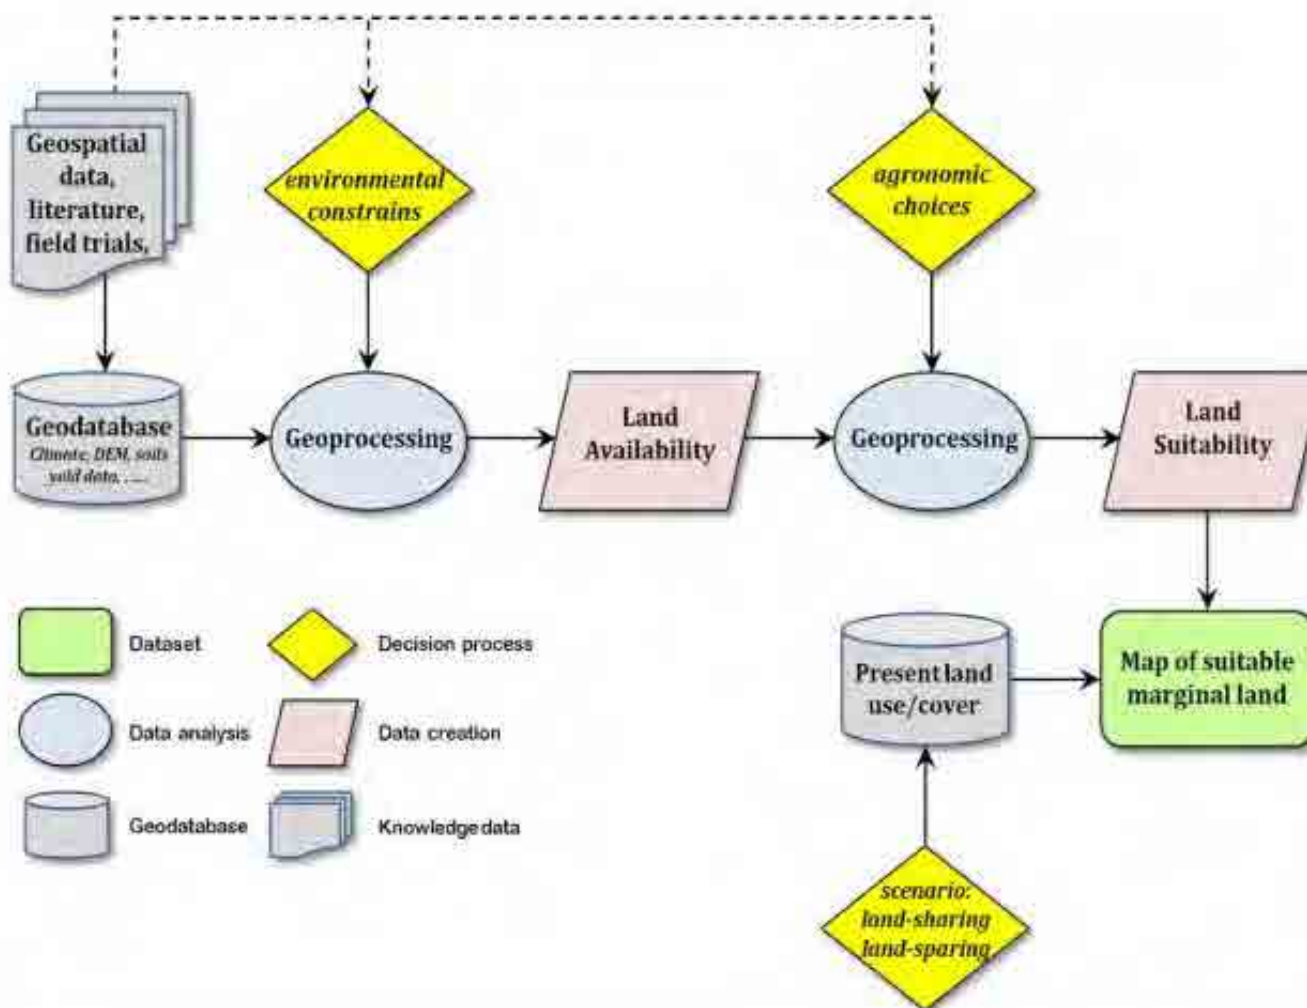 Geospatial
data,
literature,
field trials,
environmental
constrains
agronomic
choices
Geodatabase
Climate, DEM, soils
yald data, . . ...
Geoprocessing
Land
Availability
Geoprocessing
Land
Suitability
Dataset
Decision process
Present land
use/cover
Map of suitable
marginal land
Data analysis
Data creation
Geodatabase
Knowledge data
scenario:
land-sharing
land-sparing